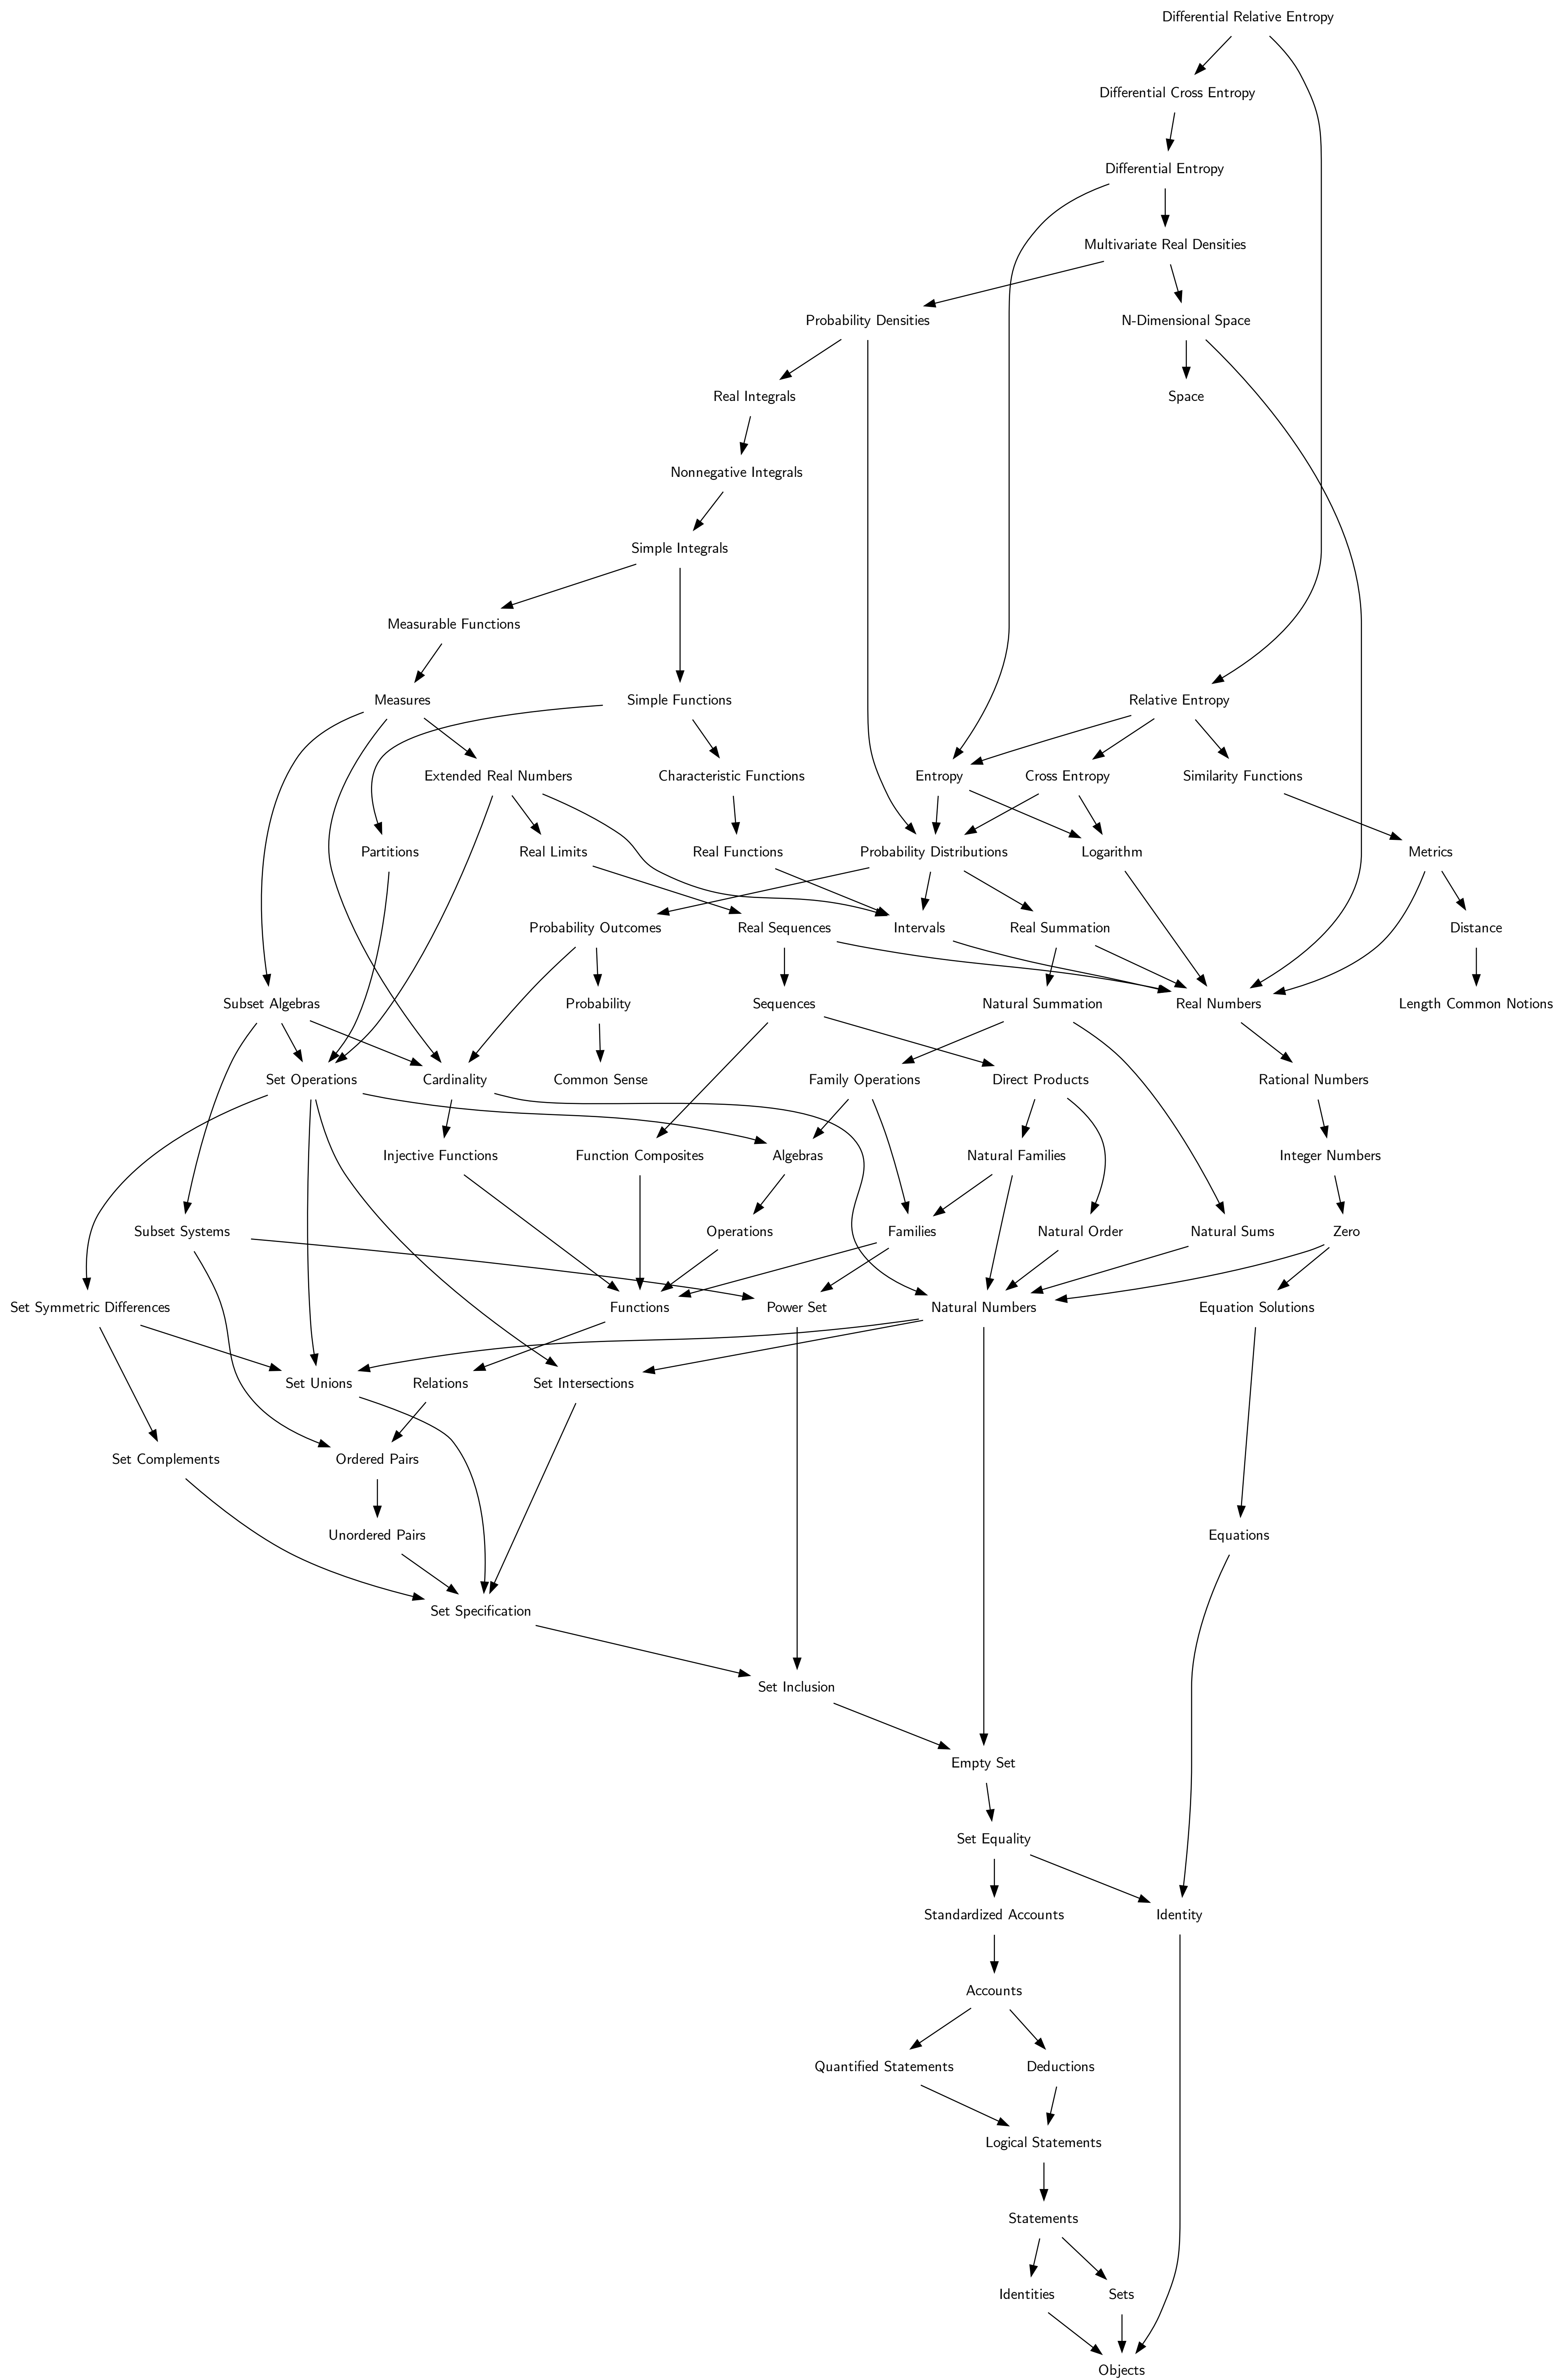 Differential Relative Entropy
Differential Cross Entropy
Differential Entropy
Multivariate Real Densities
Probability Densities
N-Dimensional Space
Real Integrals
Space
Nonnegative Integrals
Simple Integrals
Measurable Functions
Measures
Simple Functions
Relative Entropy
Extended Real Numbers
Characteristic Functions
Entropy
Cross Entropy
Similarity Functions
Partitions
Real Limits
Real Functions
Probability Distributions
Logarithm
Metrics
Probability Outcomes
Real Sequences
Intervals
Real Summation
Distance
Subset Algebras
Probability
Sequences
Natural Summation
Real Numbers
Length Common Notions
Set Operations
Cardinality
Common Sense
Family Operations
Direct Products
Rational Numbers
Injective Functions
Function Composites
Algebras
Natural Families
Integer Numbers
Subset Systems
Operations
Families
Natural Order
Natural Sums
Zero
Set Symmetric Differences
Functions
Power Set
Natural Numbers
Equation Solutions
Set Unions
Relations
Set Intersections
Set Complements
Ordered Pairs
Unordered Pairs
Equations
Set Specification
Set Inclusion
Empty Set
Set Equality
Standardized Accounts
Identity
Accounts
Quantified Statements
Deductions
Logical Statements
Statements
Identities
Sets
Objects